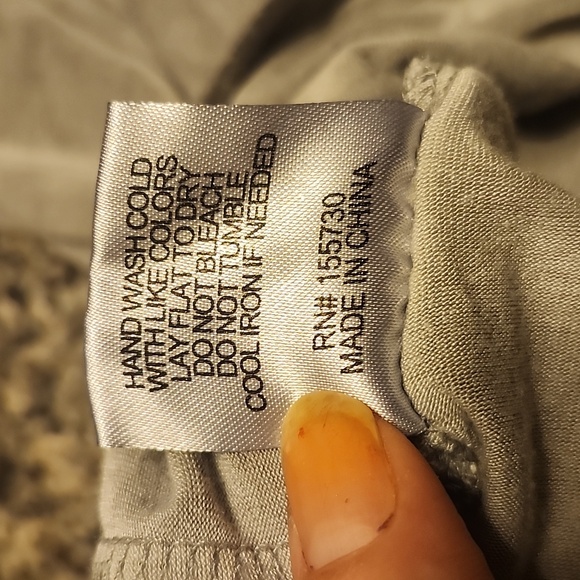 HAND WASH COLD
WITH LIKE COLORS
LAY FLAT TO DRY
DO NOT BLEACH
DO NOT TUMBLE
COOL IRON IF NEEDED
RN# 155730
MADE IN CHINA